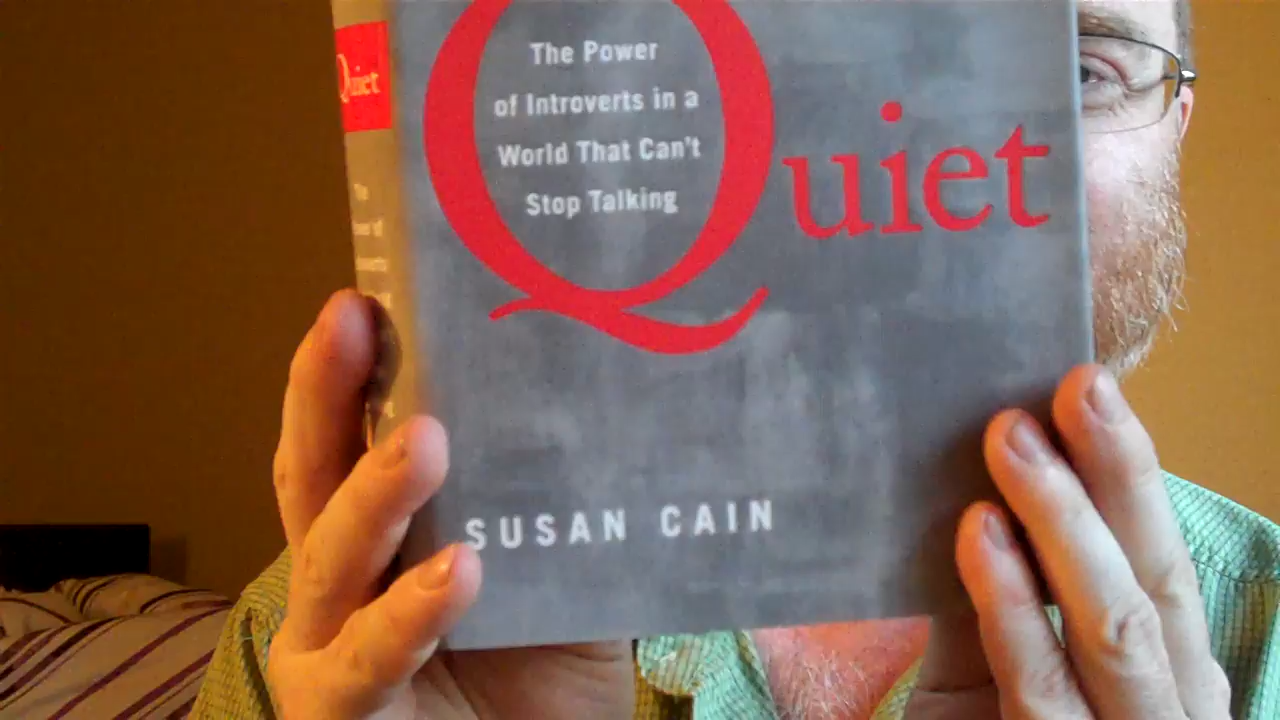 Quiet
The Power
of Introverts in a
World That Can't
Stop Talking
Quiet
SUSAN CAIN